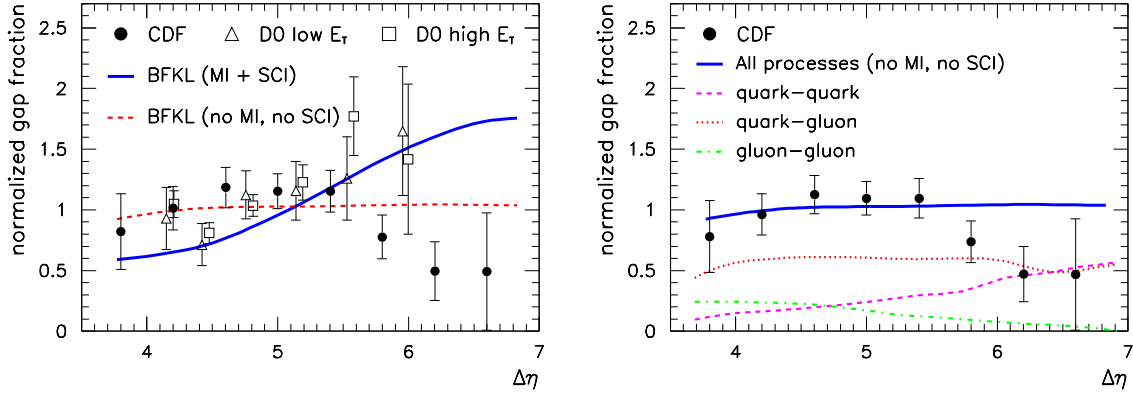 normalized gap fraction
2.5
2
1.5
1
0.5
0
CDF
D0 low E_T
D0 high E_T
BFKL (MI + SCI)
BFKL (no MI, no SCI)
4
5
6
7
Δη
normalized gap fraction
2.5
2
1.5
1
0.5
0
CDF
All processes (no MI, no SCI)
quark–quark
quark–gluon
gluon–gluon
4
5
6
7
Δη